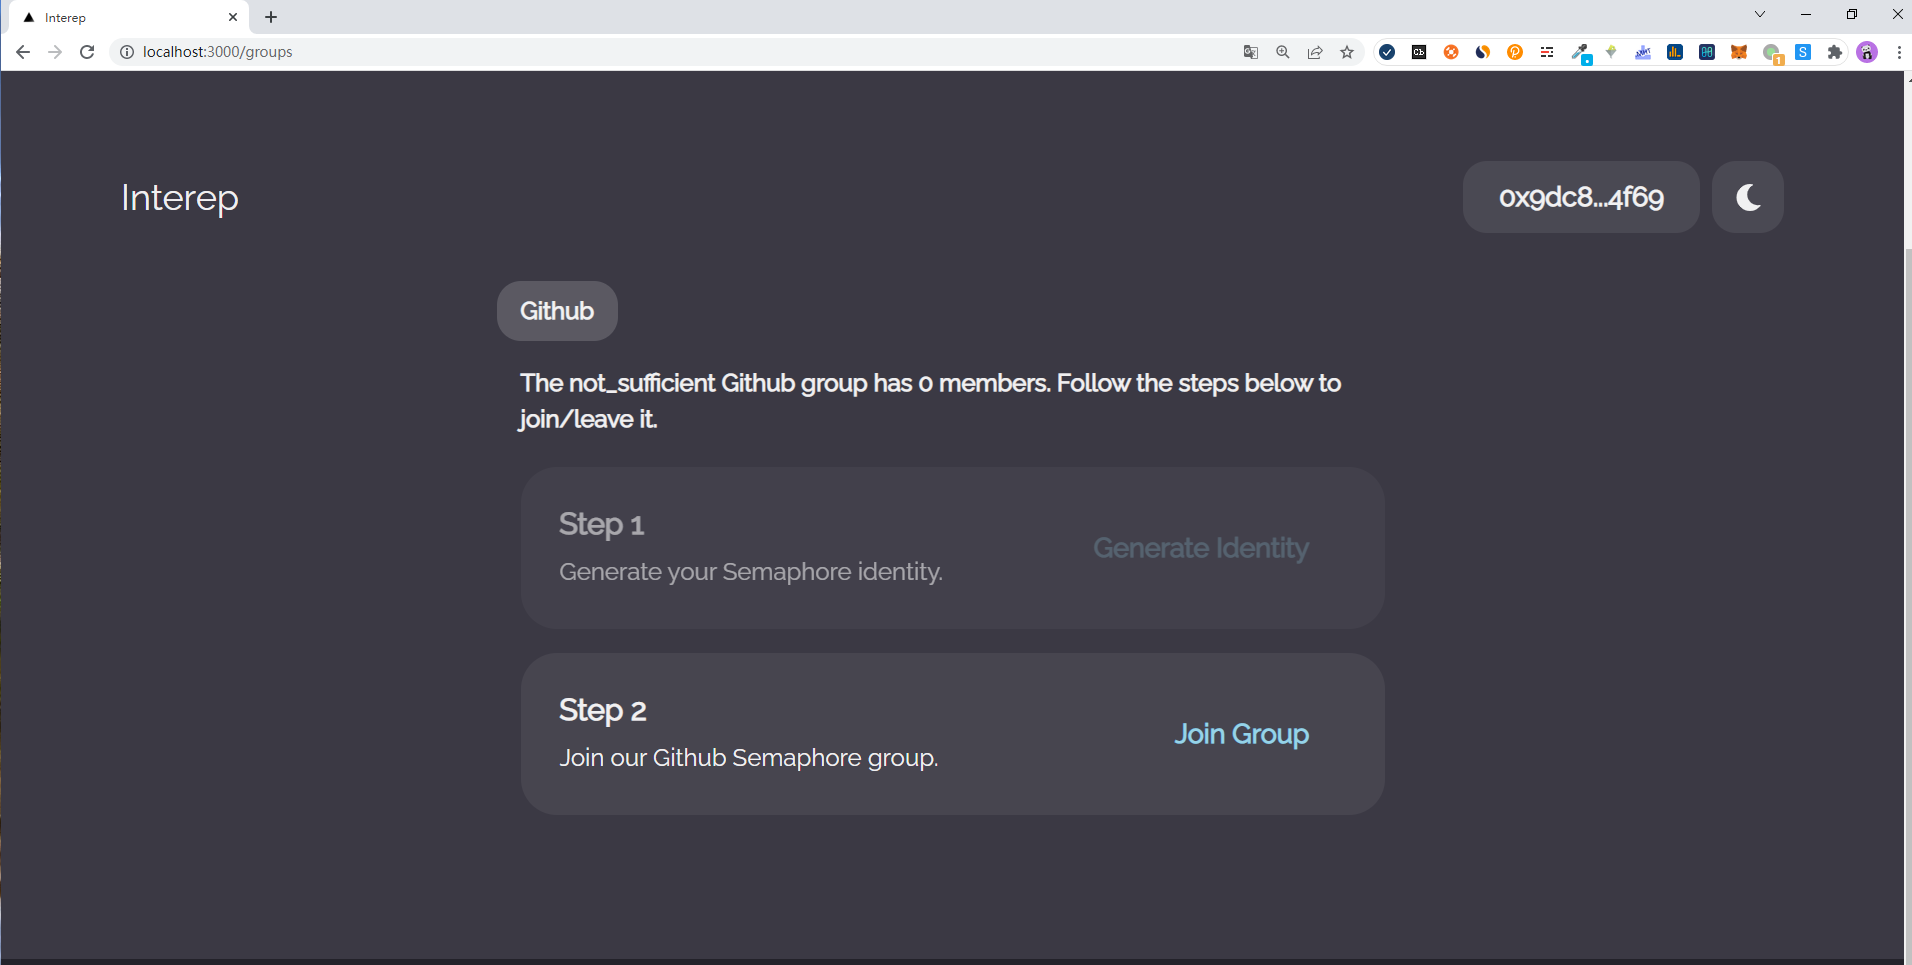 Interep
localhost:3000/groups
1
S
Interep
0x9dc8...4f69
Github
The not_sufficient Github group has 0 members. Follow the steps below to
join/leave it.
Step 1
Generate your Semaphore identity.
Generate Identity
Step 2
Join our Github Semaphore group.
Join Group